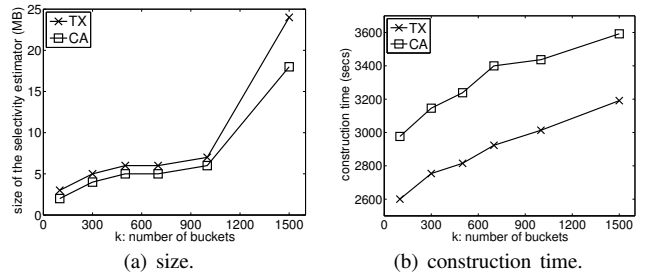 size of the selectivity estimator (MB)
25
20
15
10
5
0
TX
CA
0 300 600 900 1200 1500
k: number of buckets
(a) size.
construction time (secs)
3600
3400
3200
3000
2800
2600
TX
CA
0 300 600 900 1200 1500
k: number of buckets
(b) construction time.